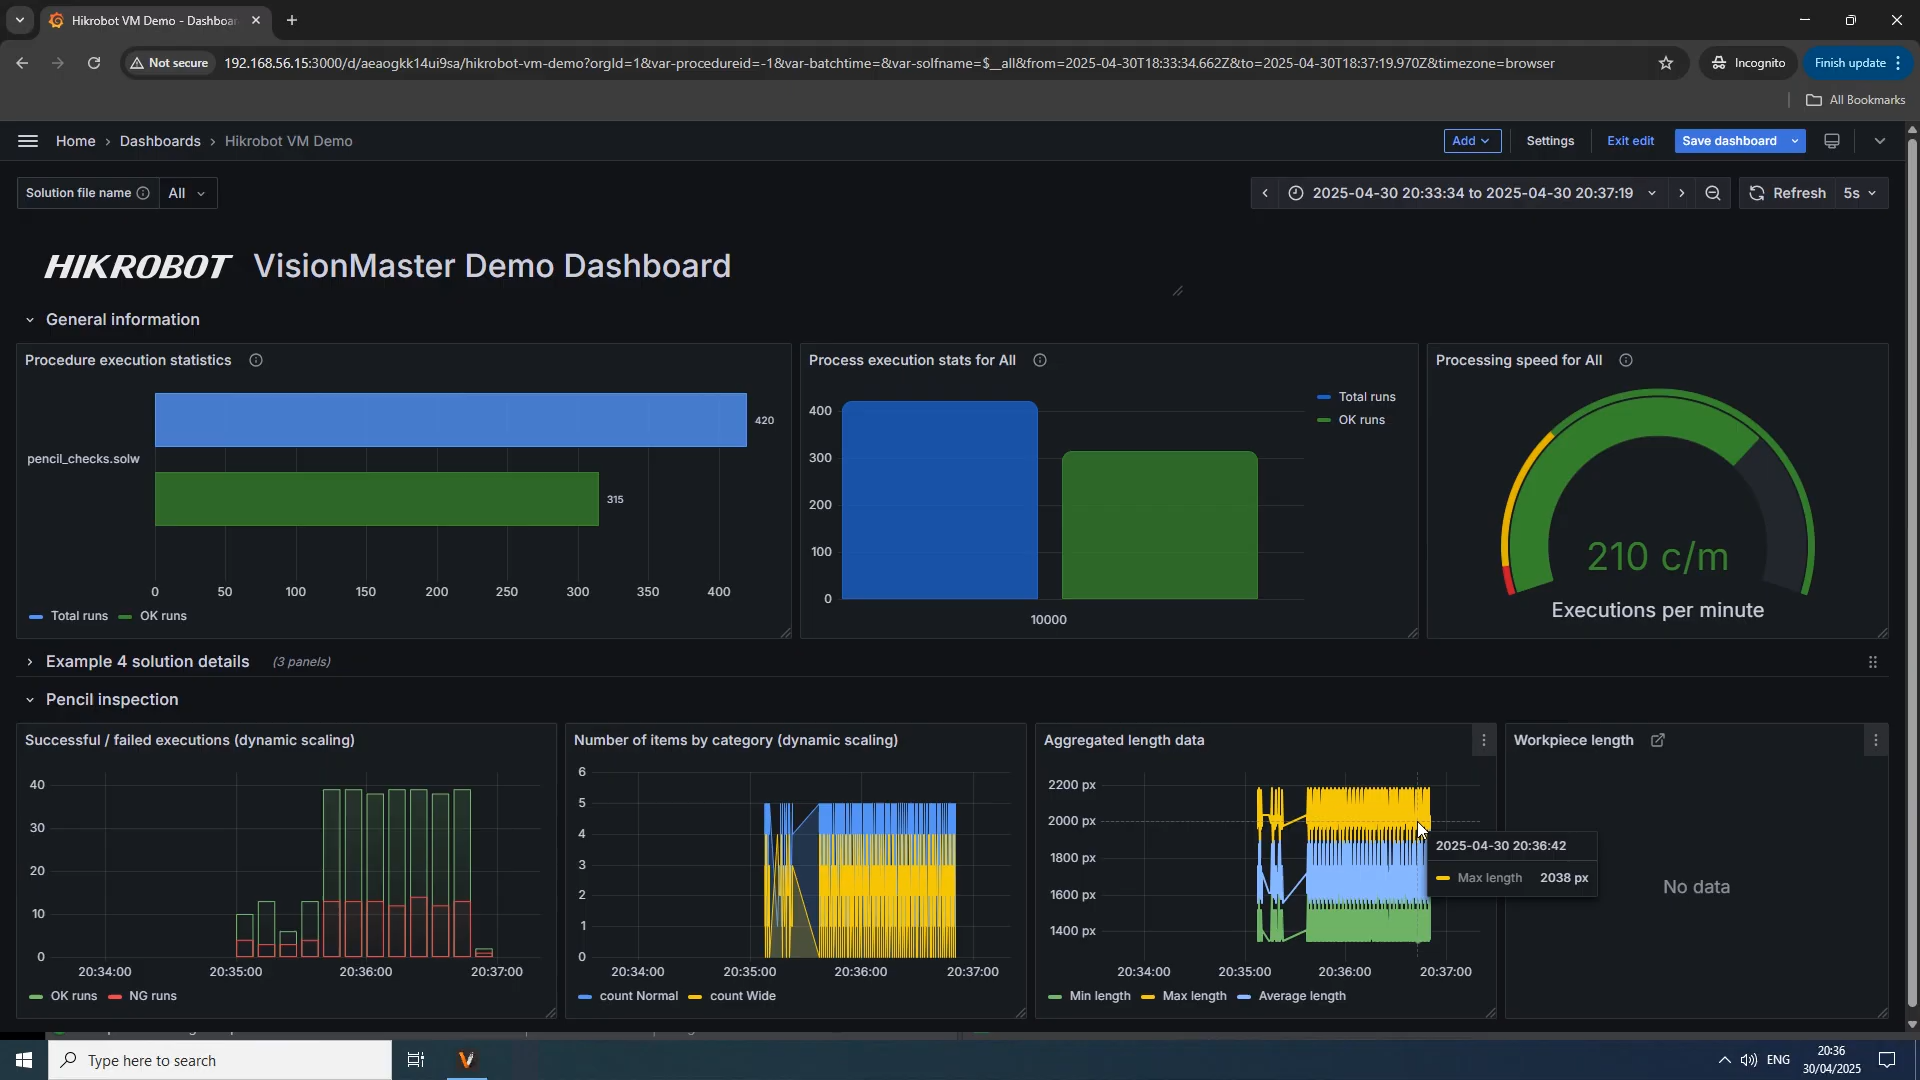 Hikrobot VM Demo - Dashboar
Not secure
192.168.56.15:3000/d/aeaogkk14ui9sa/hikrobot-vm-demo?orgId=1&var-procedureid=-1&var-batchtime=&var-solfname=$__all&from=2025-04-30T18:33:34.662Z&to=2025-04-30T18:37:19.970Z&timezone=browser
Incognito
Finish update
All Bookmarks
Home › Dashboards › Hikrobot VM Demo
Add
Settings
Exit edit
Save dashboard
Solution file name
All
2025-04-30 20:33:34 to 2025-04-30 20:37:19
Refresh
5s
HIKROBOT VisionMaster Demo Dashboard
General information
Procedure execution statistics
420
pencil_checks.solw
315
0 50 100 150 200 250 300 350 400
Total runs OK runs
Process execution stats for All
400
300
200
100
0
10000
Total runs
OK runs
Processing speed for All
210 c/m
Executions per minute
Example 4 solution details (3 panels)
Pencil inspection
Successful / failed executions (dynamic scaling)
40
30
20
10
0
20:34:00 20:35:00 20:36:00 20:37:00
OK runs NG runs
Number of items by category (dynamic scaling)
6
5
4
3
2
1
0
20:34:00 20:35:00 20:36:00 20:37:00
count Normal count Wide
Aggregated length data
2200 px
2000 px
1800 px
1600 px
1400 px
20:34:00 20:35:00 20:36:00 20:37:00
Min length Max length Average length
2025-04-30 20:36:42
Max length 2038 px
Workpiece length
No data
Type here to search
ENG
20:36
30/04/2025